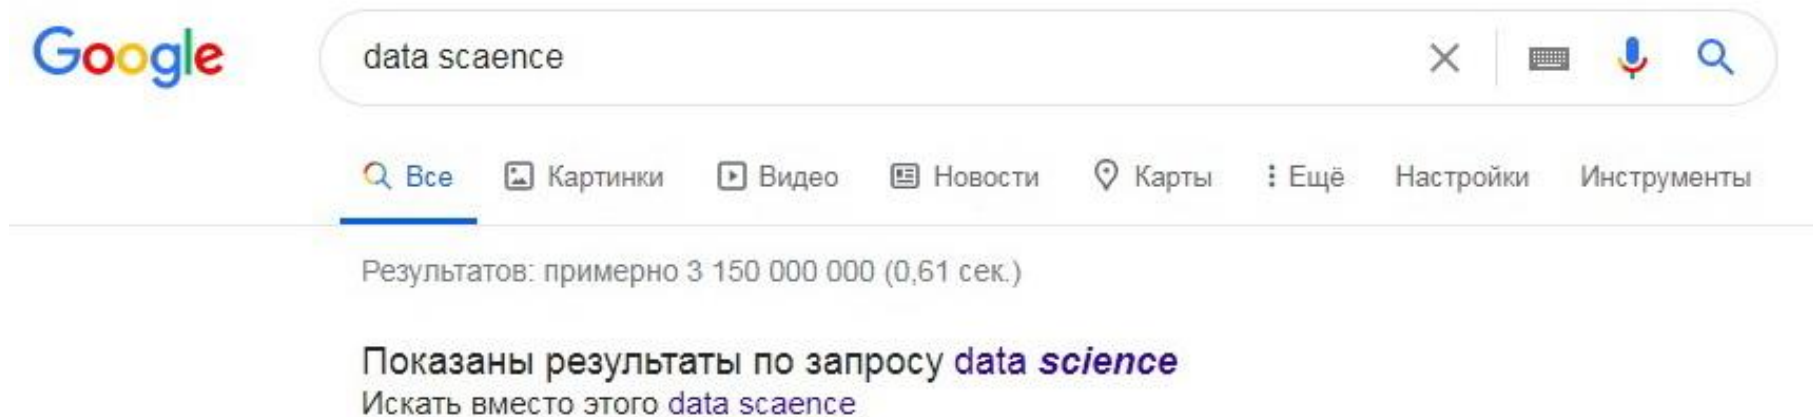 Google data scaence
Все Картинки Видео Новости Карты Ещё Настройки Инструменты
Результатов: примерно 3 150 000 000 (0,61 сек.)
Показаны результаты по запросу data science
Искать вместо этого data scaence